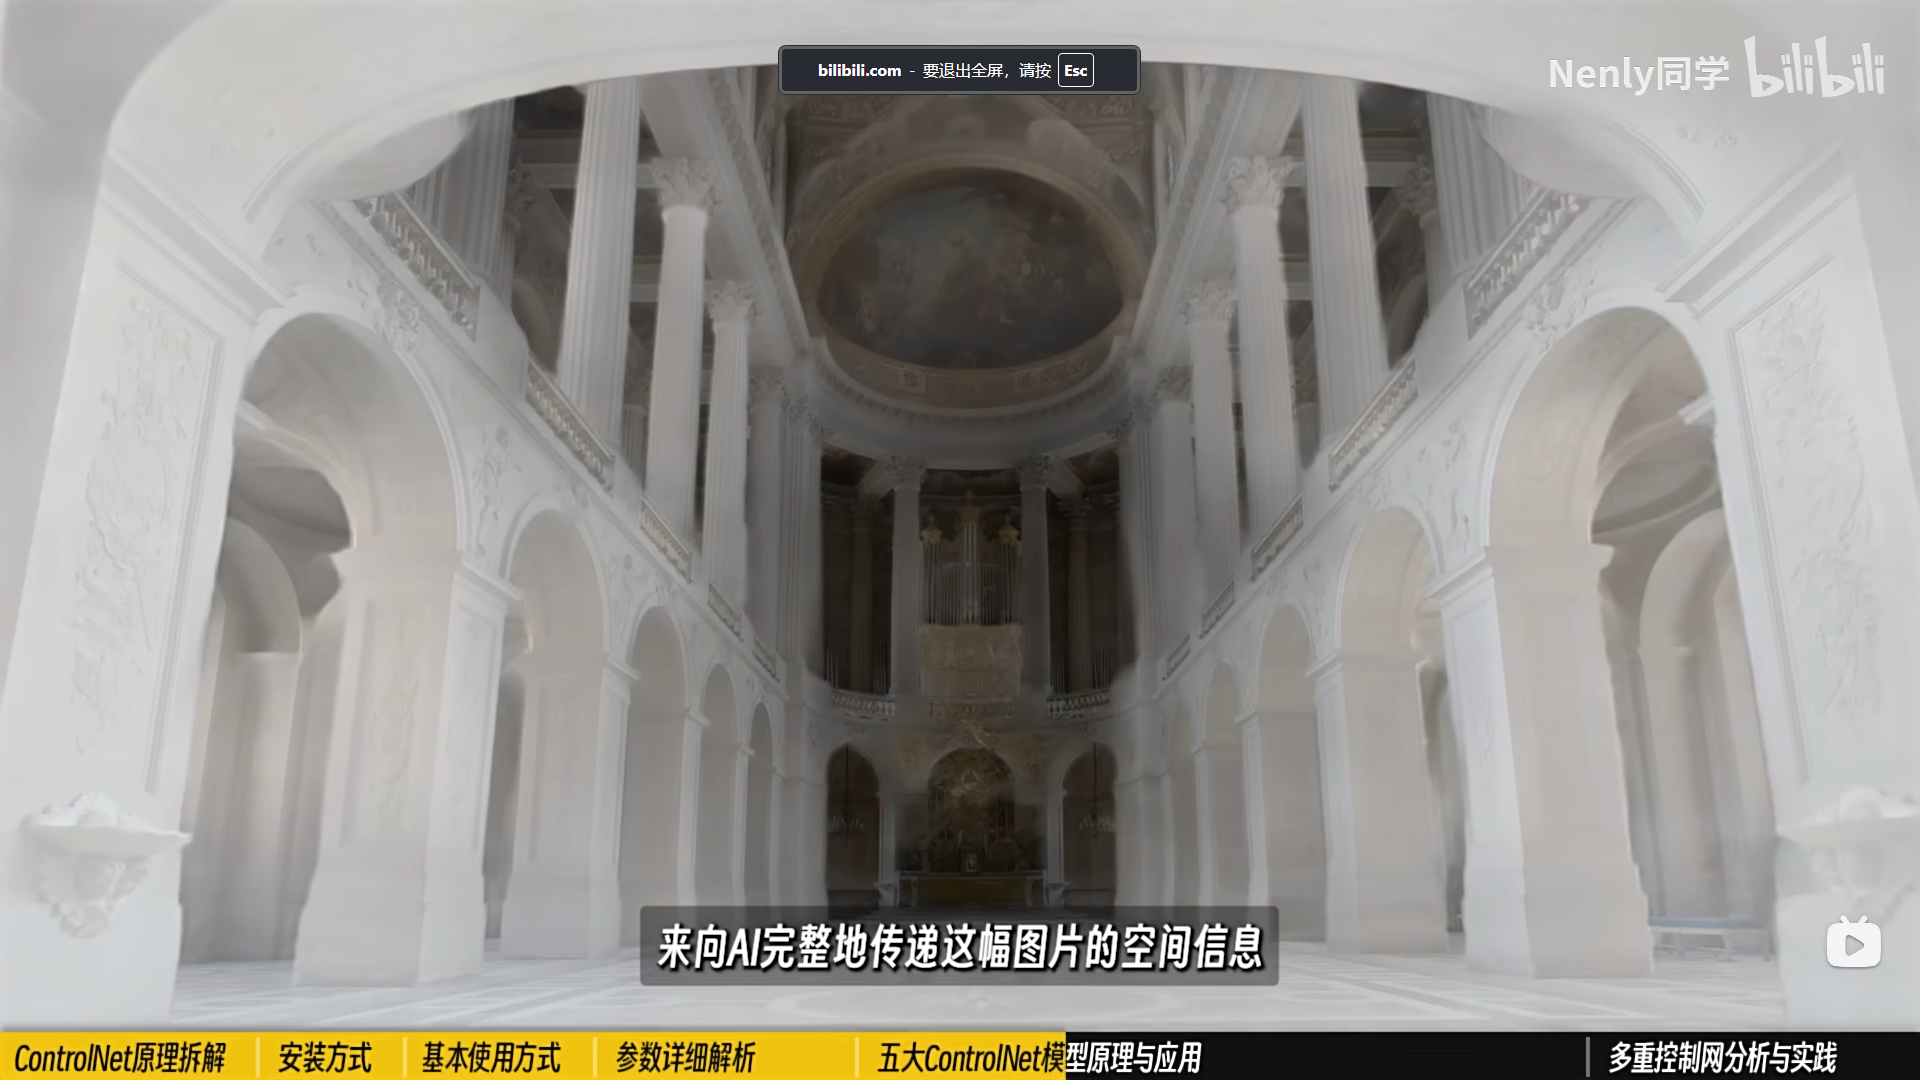 bilibili.com - 要退出全屏，请按 Esc
Nenly同学 bilibili
来向AI完整地传递这幅图片的空间信息
ControlNet原理拆解 安装方式 基本使用方式 参数详细解析 五大ControlNet模型原理与应用 多重控制网分析与实践